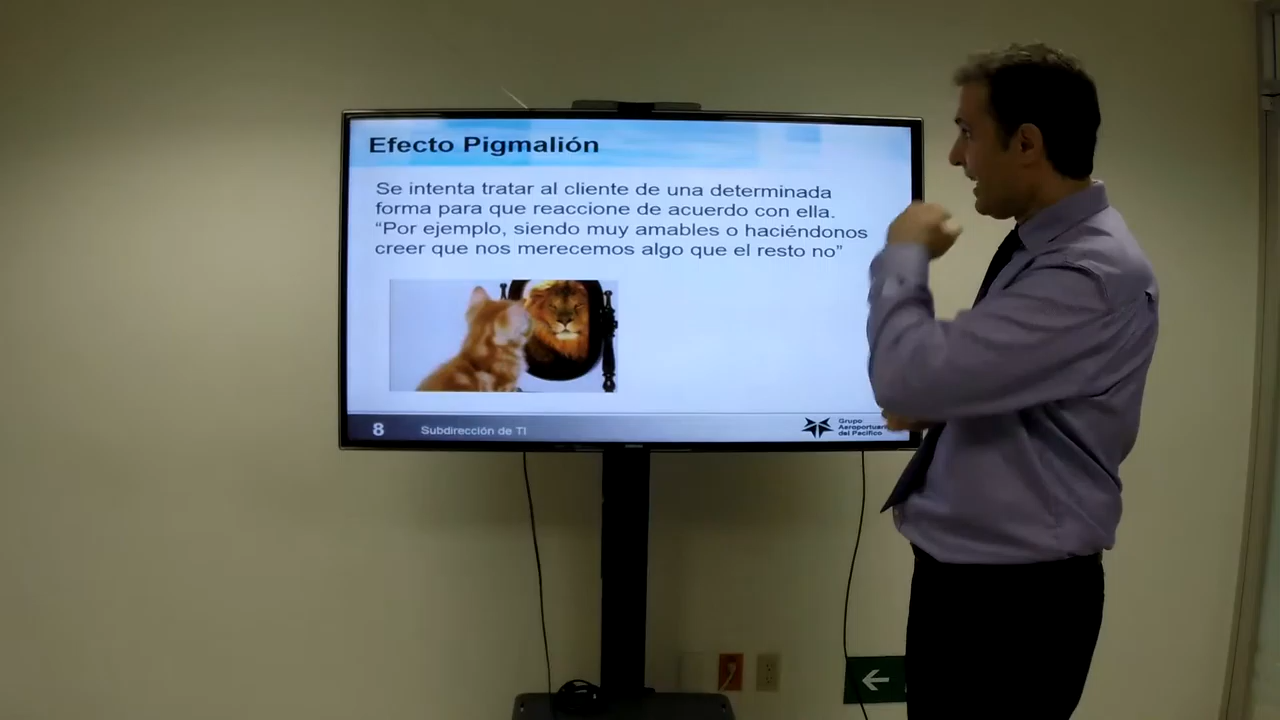 Efecto Pigmalión
Se intenta tratar al cliente de una determinada
forma para que reaccione de acuerdo con ella.
“Por ejemplo, siendo muy amables o haciéndonos
creer que nos merecemos algo que el resto no”
8
Subdirección de TI
Grupo
Aeroportuar
del Pacífico